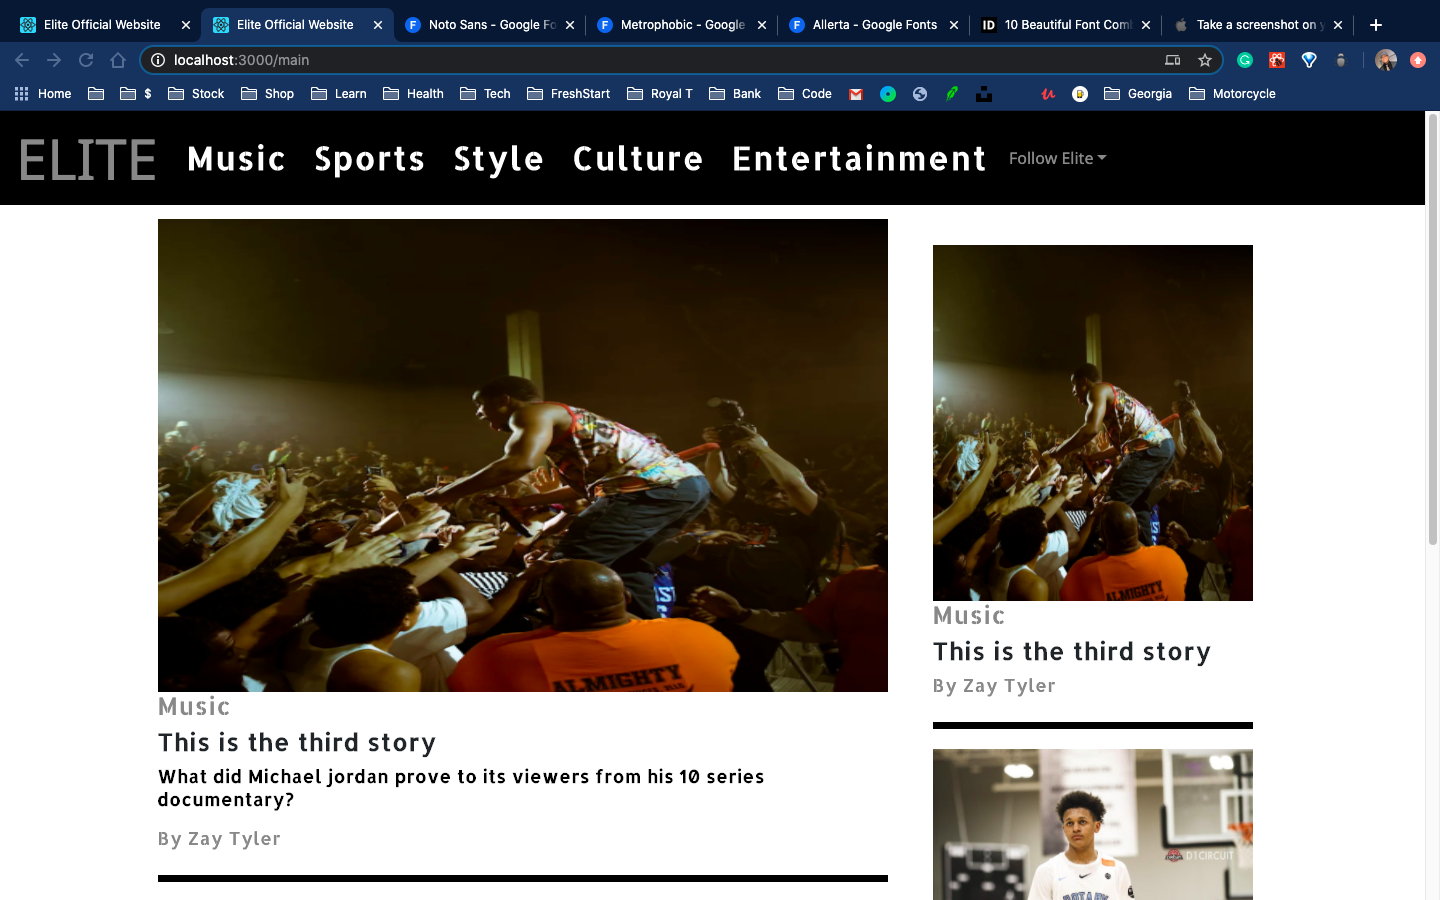 Elite Official Website
Elite Official Website
Noto Sans - Google Fo
Metrophobic - Google
Allerta - Google Fonts
10 Beautiful Font Com
Take a screenshot on y
localhost:3000/main
Home
$
Stock
Shop
Learn
Health
Tech
FreshStart
Royal T
Bank
Code
Georgia
Motorcycle
ELITE
Music
Sports
Style
Culture
Entertainment
Follow Elite
ALMIGHTY
Music
This is the third story
What did Michael jordan prove to its viewers from his 10 series
documentary?
By Zay Tyler
ALMIGHTY
Music
This is the third story
By Zay Tyler
D1CIRCUIT